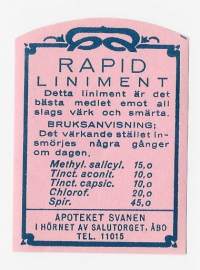 RAPID
LINIMENT
Detta liniment är det
bästa medlet emot all
slags värk och smärta.
BRUKSANVISNING:
Det värkande stället in-
smörjes några gånger
om dagen.
Methyl. salicyl. 15,0
Tinct. aconit. 10,0
Tinct. capsic. 10,0
Chlorof. 20,0
Spir. 45,0
APOTEKET SVANEN
I HÖRNET AV SALUTORGET. ÅBO
TEL. 11015